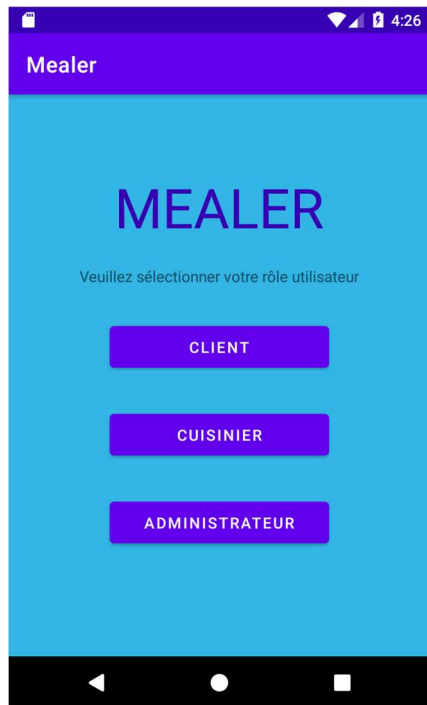 4:26
Mealer
MEALER
Veuillez sélectionner votre rôle utilisateur
CLIENT
CUISINIER
ADMINISTRATEUR